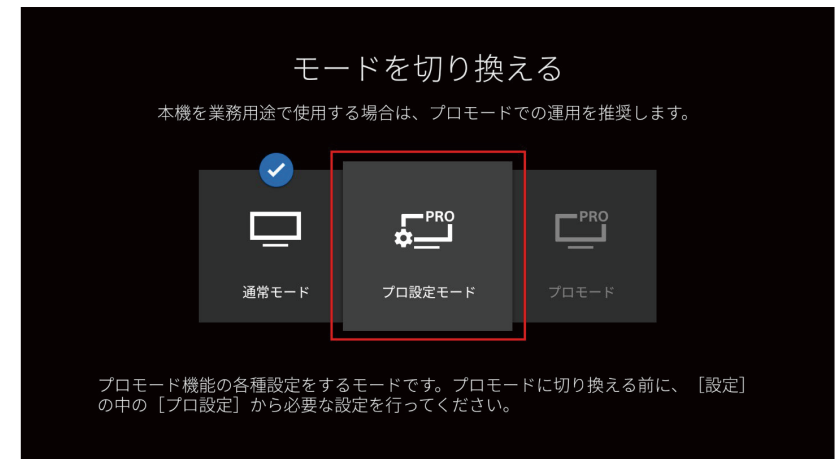 モードを切り換える
本機を業務用途で使用する場合は、プロモードでの運用を推奨します。
PRO
PRO
通常モード
プロ設定モード
プロモード
プロモード機能の各種設定をするモードです。プロモードに切り換える前に、［設定］
の中の［プロ設定］から必要な設定を行ってください。